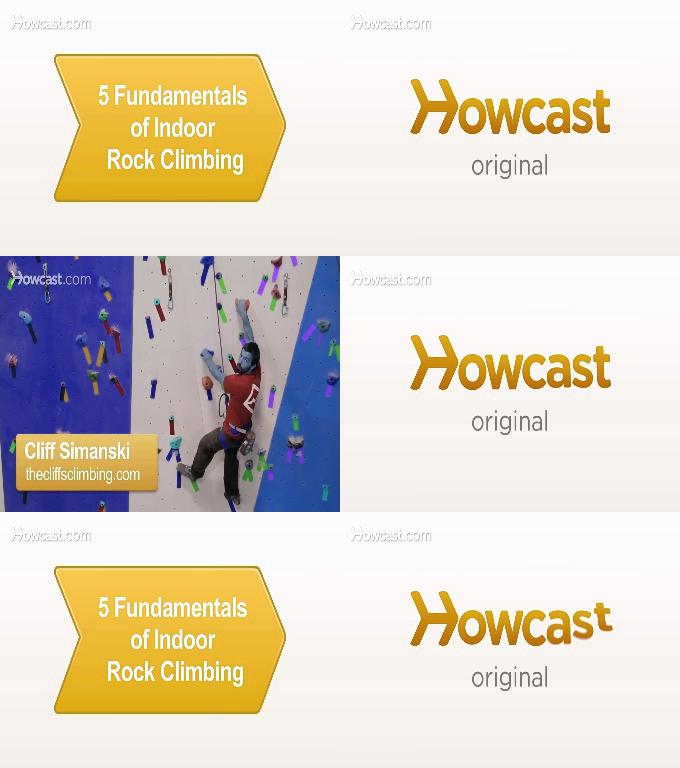 Howcast.com
5 Fundamentals
of Indoor
Rock Climbing
Howcast.com
Howcast
original
Howcast.com
Cliff Simanski
thecliffsclimbing.com
Howcast.com
Howcast
original
Howcast.com
5 Fundamentals
of Indoor
Rock Climbing
Howcast.com
Howcast
original